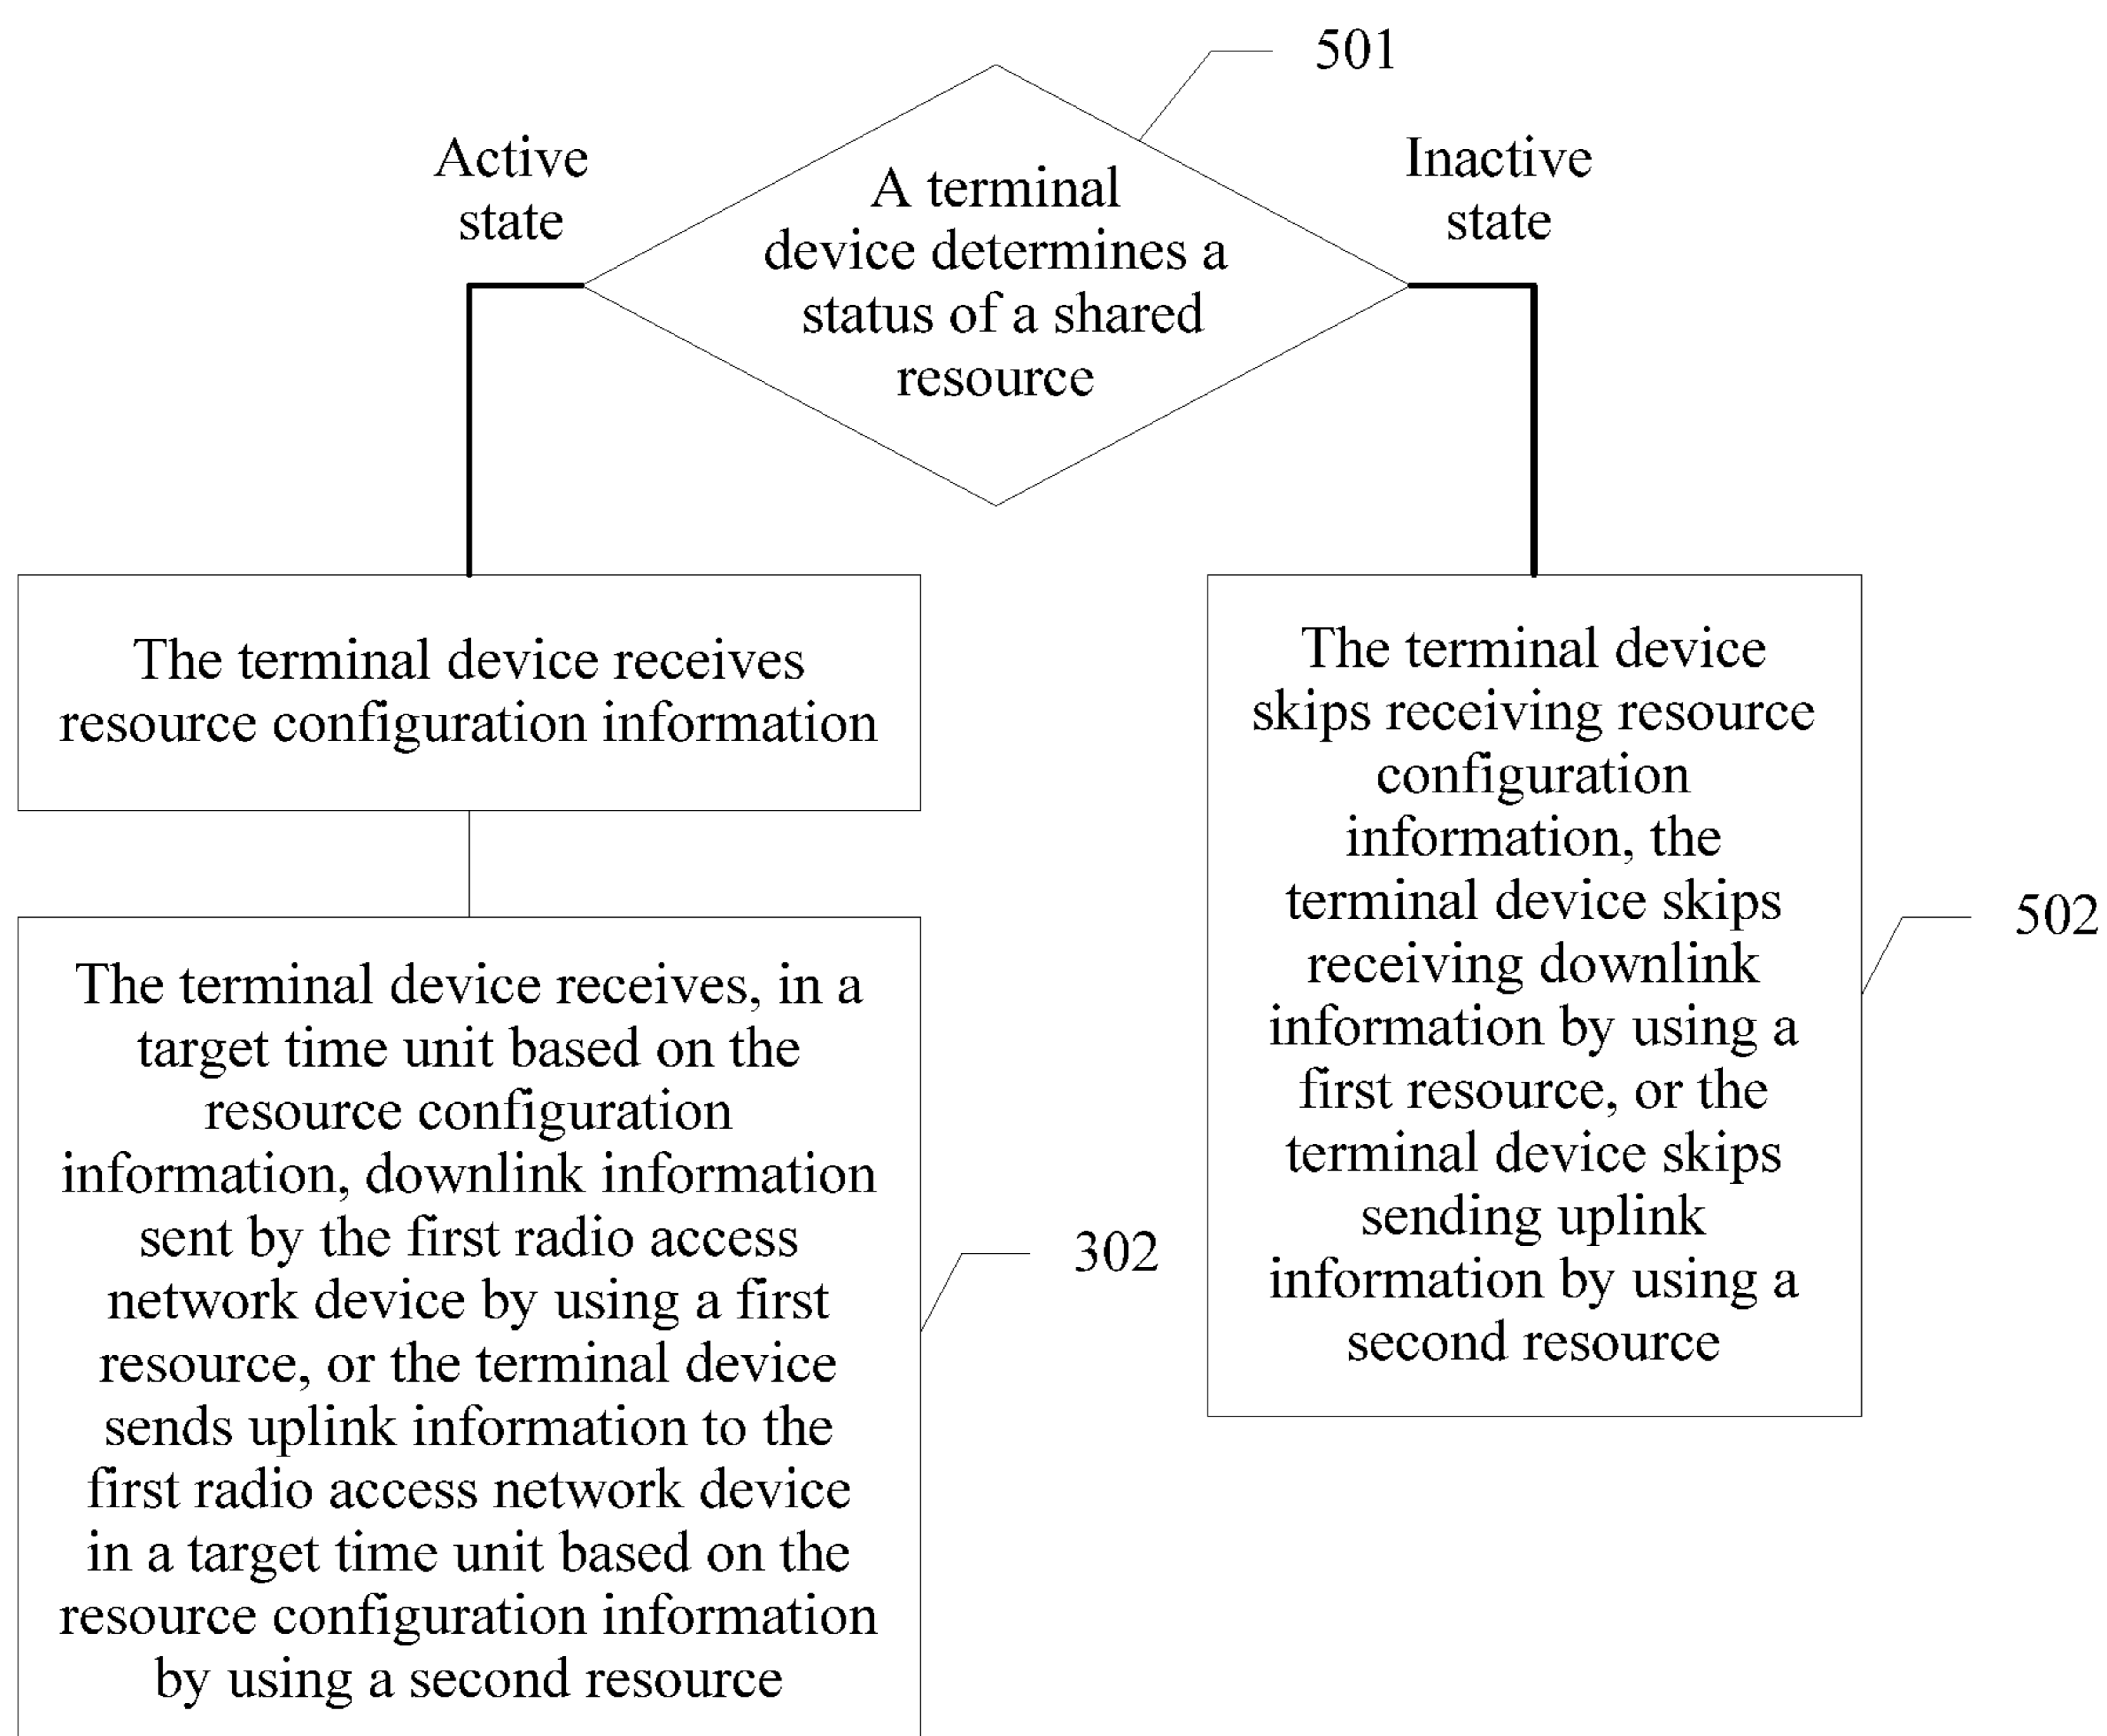 501
Active
state
A terminal
device determines a
status of a shared
resource
Inactive
state
The terminal device receives
resource configuration information
The terminal device receives, in a
target time unit based on the
resource configuration
information, downlink information
sent by the first radio access
network device by using a first
resource, or the terminal device
sends uplink information to the
first radio access network device
in a target time unit based on the
resource configuration information
by using a second resource
302
The terminal device
skips receiving resource
configuration
information, the
terminal device skips
receiving downlink
information by using a
first resource, or the
terminal device skips
sending uplink
information by using a
second resource
502